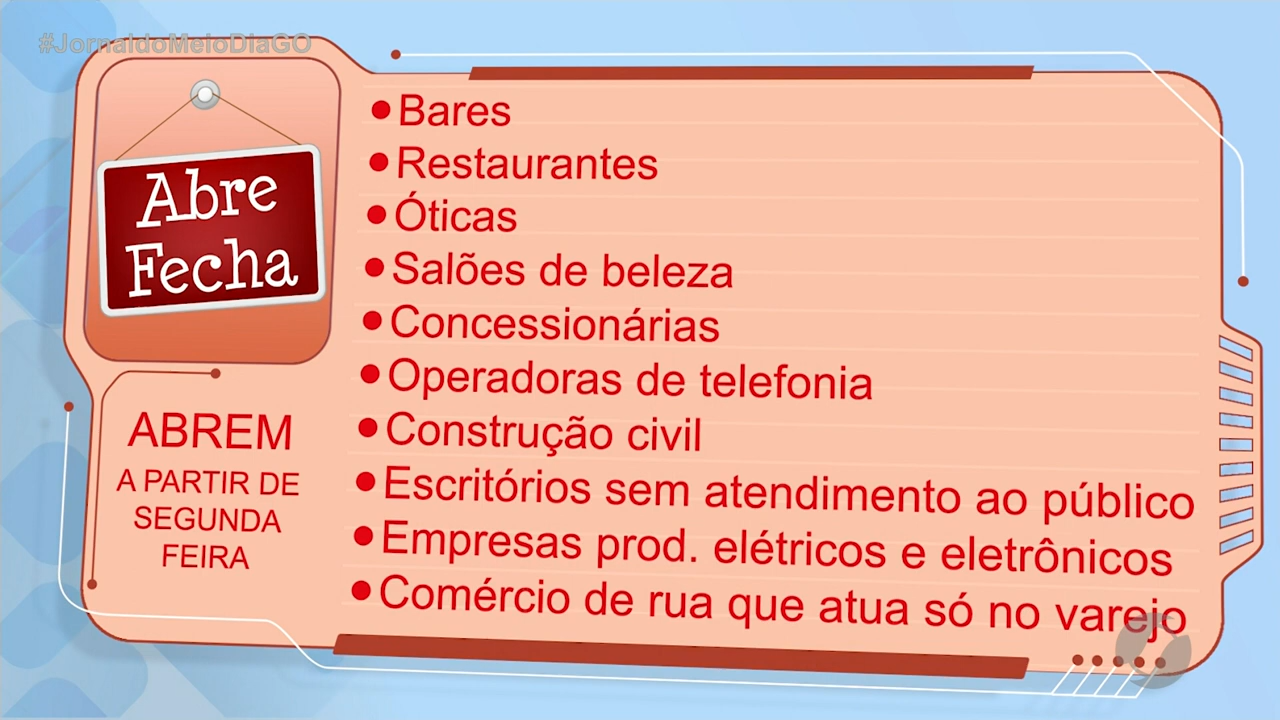 #JornaldoMeioDiaGO
Abre
Fecha
ABREM
A PARTIR DE
SEGUNDA
FEIRA
• Bares
• Restaurantes
• Óticas
• Salões de beleza
• Concessionárias
• Operadoras de telefonia
• Construção civil
• Escritórios sem atendimento ao público
• Empresas prod. elétricos e eletrônicos
• Comércio de rua que atua só no varejo